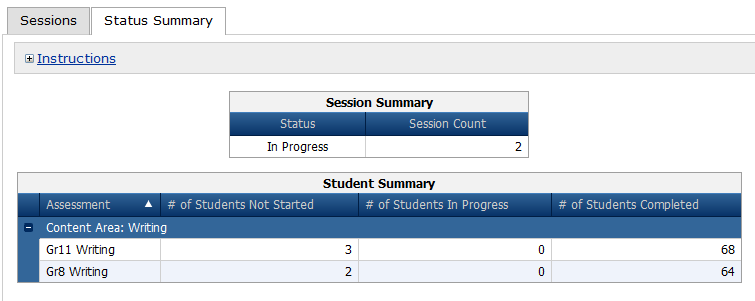 Sessions Status Summary
Instructions
Session Summary
Status Session Count
In Progress 2
Student Summary
Assessment # of Students Not Started # of Students In Progress # of Students Completed
Content Area: Writing
Gr11 Writing 3 0 68
Gr8 Writing 2 0 64